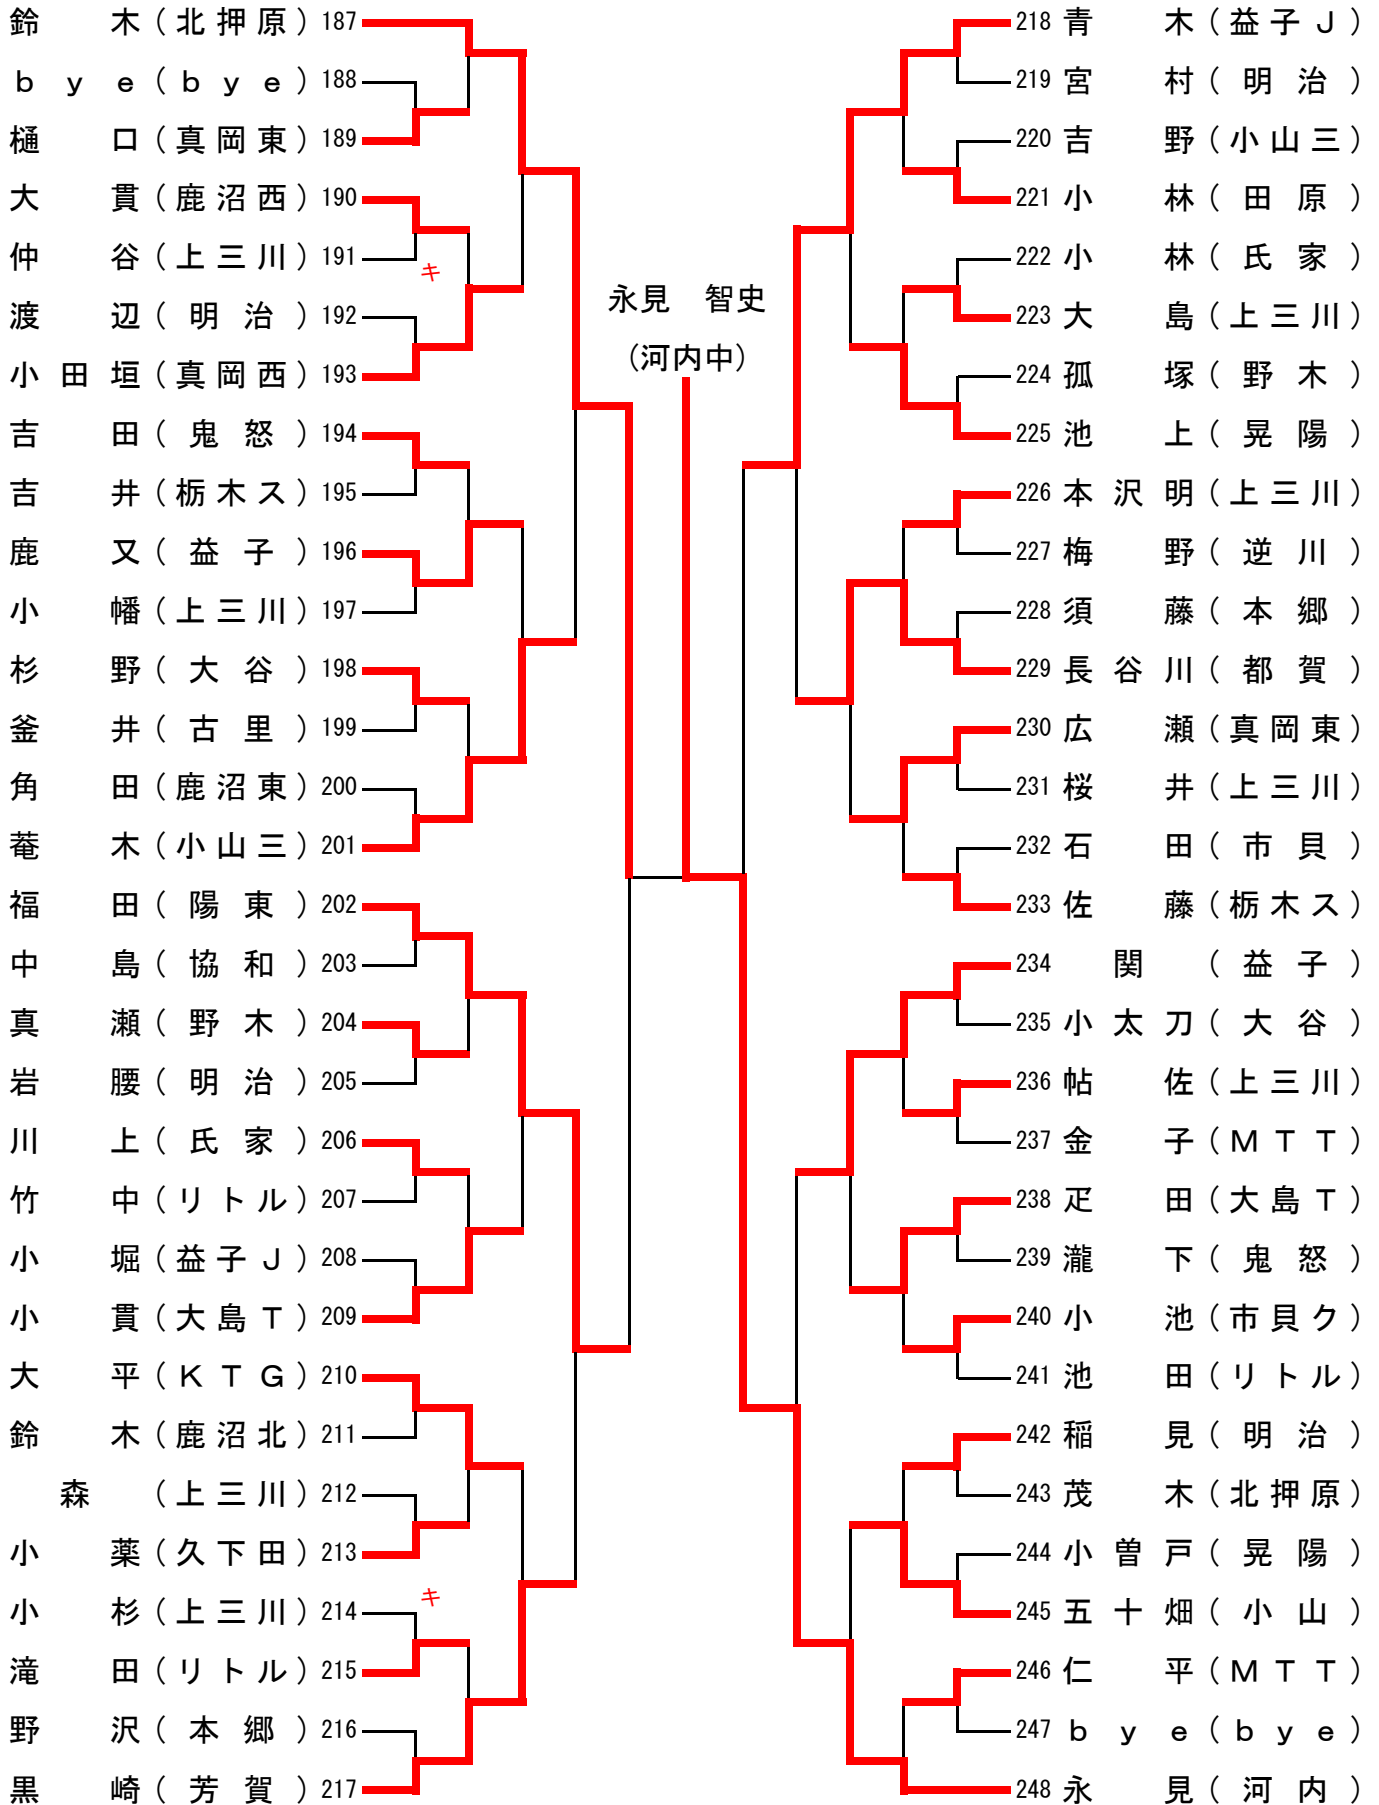 鈴木（北押原）187
ｂｙｅ（ｂｙｅ）188
樋口（真岡東）189
大貫（鹿沼西）190
仲谷（上三川）191
キ
渡辺（明治）192
小田垣（真岡西）193
吉田（鬼怒）194
吉井（栃木ス）195
鹿又（益子）196
小幡（上三川）197
杉野（大谷）198
釜井（古里）199
角田（鹿沼東）200
菴木（小山三）201
福田（陽東）202
中島（協和）203
真瀬（野木）204
岩腰（明治）205
川上（氏家）206
竹中（リトル）207
小堀（益子Ｊ）208
小貫（大島Ｔ）209
大平（ＫＴＧ）210
鈴木（鹿沼北）211
森（上三川）212
小薬（久下田）213
キ
小杉（上三川）214
滝田（リトル）215
野沢（本郷）216
黒崎（芳賀）217
永見　智史
（河内中）
218 青木（益子Ｊ）
219 宮村（明治）
220 吉野（小山三）
221 小林（田原）
222 小林（氏家）
223 大島（上三川）
224 孤塚（野木）
225 池上（晃陽）
226 本沢明（上三川）
227 梅野（逆川）
228 須藤（本郷）
229 長谷川（都賀）
230 広瀬（真岡東）
231 桜井（上三川）
232 石田（市貝）
233 佐藤（栃木ス）
234 関（益子）
235 小太刀（大谷）
236 帖佐（上三川）
237 金子（ＭＴＴ）
238 疋田（大島Ｔ）
239 瀧下（鬼怒）
240 小池（市貝ク）
241 池田（リトル）
242 稲見（明治）
243 茂木（北押原）
244 小曽戸（晃陽）
245 五十畑（小山）
246 仁平（ＭＴＴ）
247 ｂｙｅ（ｂｙｅ）
248 永見（河内）